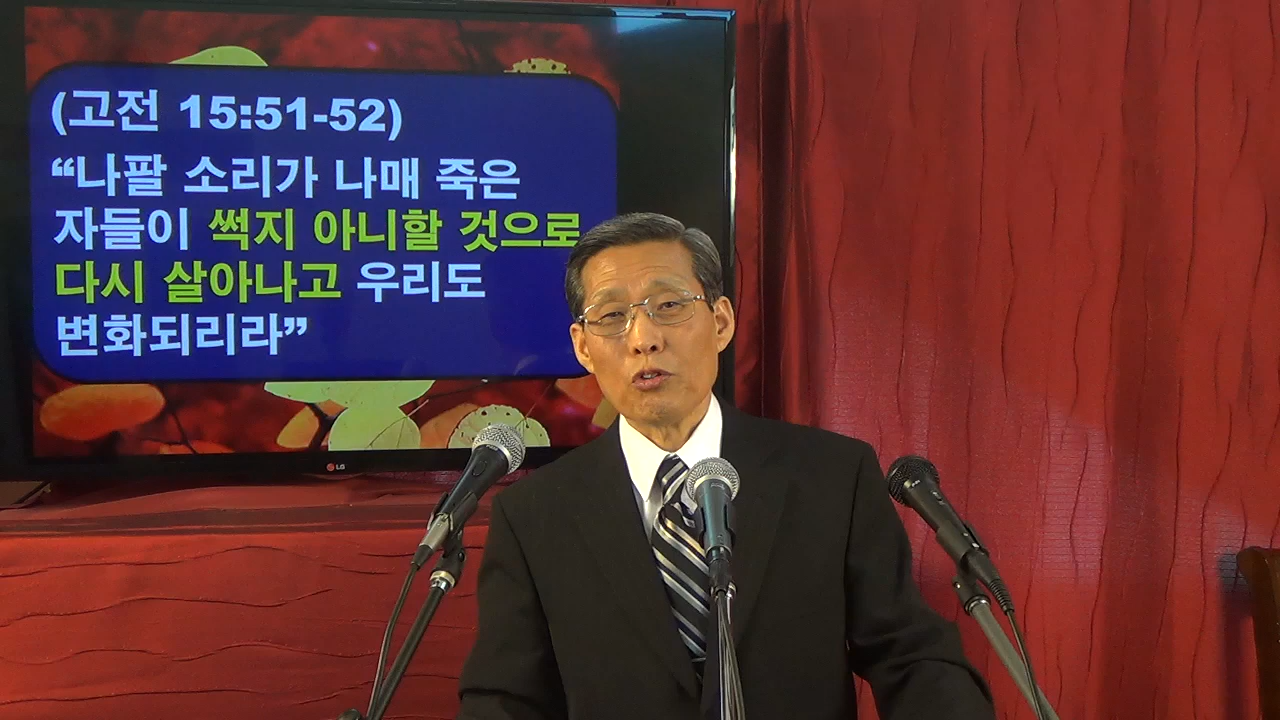 (고전 15:51-52)
“나팔 소리가 나매 죽은
자들이 썩지 아니할 것으로
다시 살아나고 우리도
변화되리라”
LG